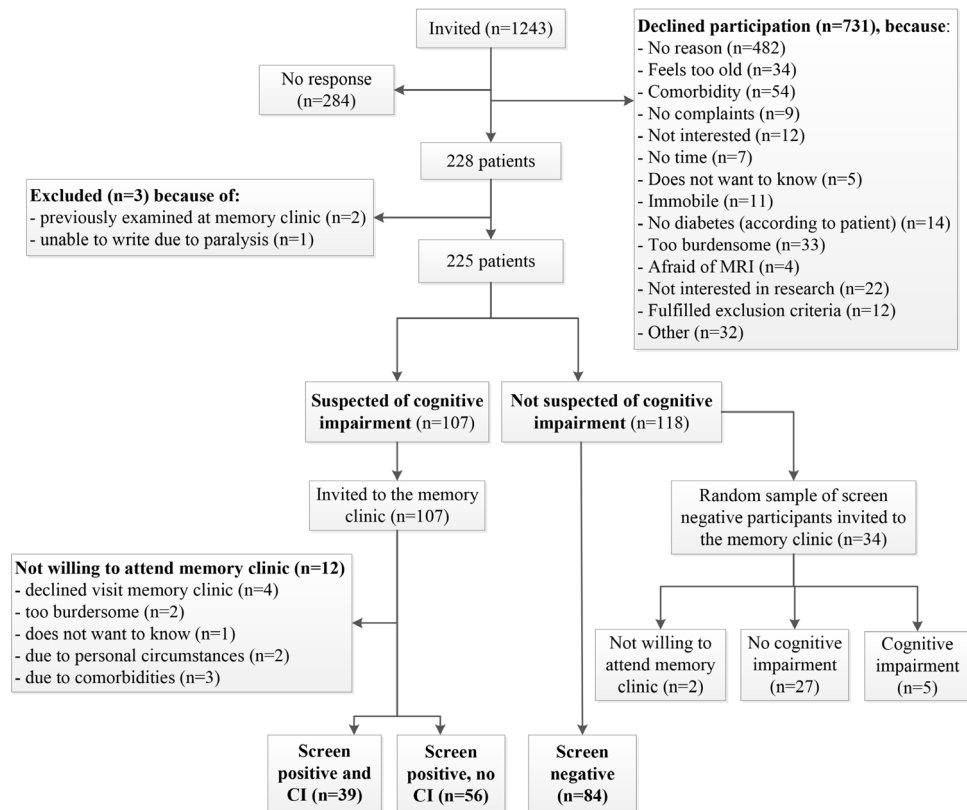 Invited (n=1243)
No response
(n=284)
Declined participation (n=731), because:
- No reason (n=482)
- Feels too old (n=34)
- Comorbidity (n=54)
- No complaints (n=9)
- Not interested (n=12)
- No time (n=7)
- Does not want to know (n=5)
- Immobile (n=11)
- No diabetes (according to patient) (n=14)
- Too burdensome (n=33)
- Afraid of MRI (n=4)
- Not interested in research (n=22)
- Fulfilled exclusion criteria (n=12)
- Other (n=32)
228 patients
Excluded (n=3) because of:
- previously examined at memory clinic (n=2)
- unable to write due to paralysis (n=1)
225 patients
Suspected of cognitive
impairment (n=107)
Not suspected of cognitive
impairment (n=118)
Invited to the memory
clinic (n=107)
Random sample of screen
negative participants invited to
the memory clinic (n=34)
Not willing to attend memory clinic (n=12)
- declined visit memory clinic (n=4)
- too burdersome (n=2)
- does not want to know (n=1)
- due to personal circumstances (n=2)
- due to comorbidities (n=3)
Not willing to
attend memory
clinic (n=2)
No cognitive
impairment
(n=27)
Cognitive
impairment
(n=5)
Screen
positive and
CI (n=39)
Screen
positive, no
CI (n=56)
Screen
negative
(n=84)